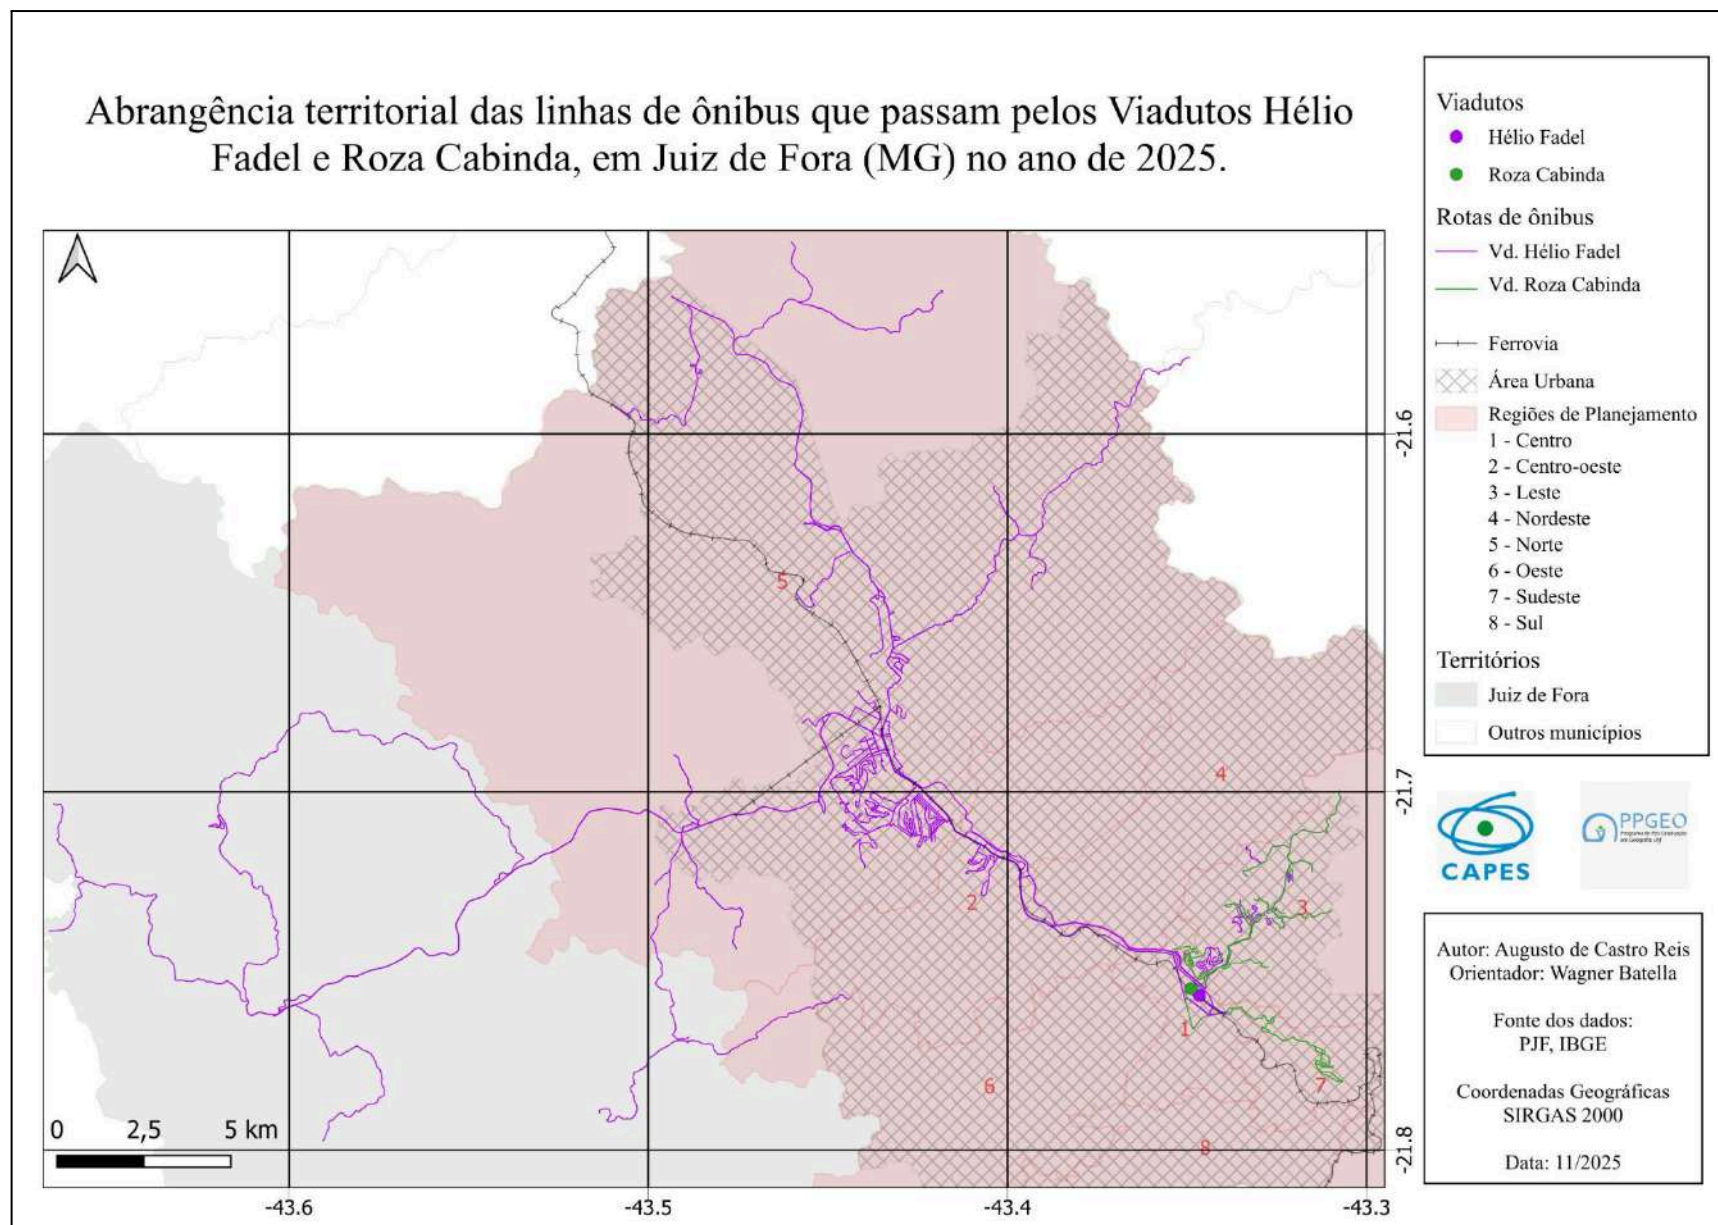 Abrangência territorial das linhas de ônibus que passam pelos Viadutos Hélio
Fadel e Roza Cabinda, em Juiz de Fora (MG) no ano de 2025.
Viadutos
Hélio Fadel
Roza Cabinda
Rotas de ônibus
Vd. Hélio Fadel
Vd. Roza Cabinda
Ferrovia
Área Urbana
Regiões de Planejamento
1 - Centro
2 - Centro-oeste
3 - Leste
4 - Nordeste
5 - Norte
6 - Oeste
7 - Sudeste
8 - Sul
Territórios
Juiz de Fora
Outros municípios
5
4
2
3
1
6
7
8
-21.6
-21.7
-21.8
0 2,5 5 km
-43.6 -43.5 -43.4 -43.3
CAPES
PPGEO
Autor: Augusto de Castro Reis
Orientador: Wagner Batella
Fonte dos dados:
PJF, IBGE
Coordenadas Geográficas
SIRGAS 2000
Data: 11/2025